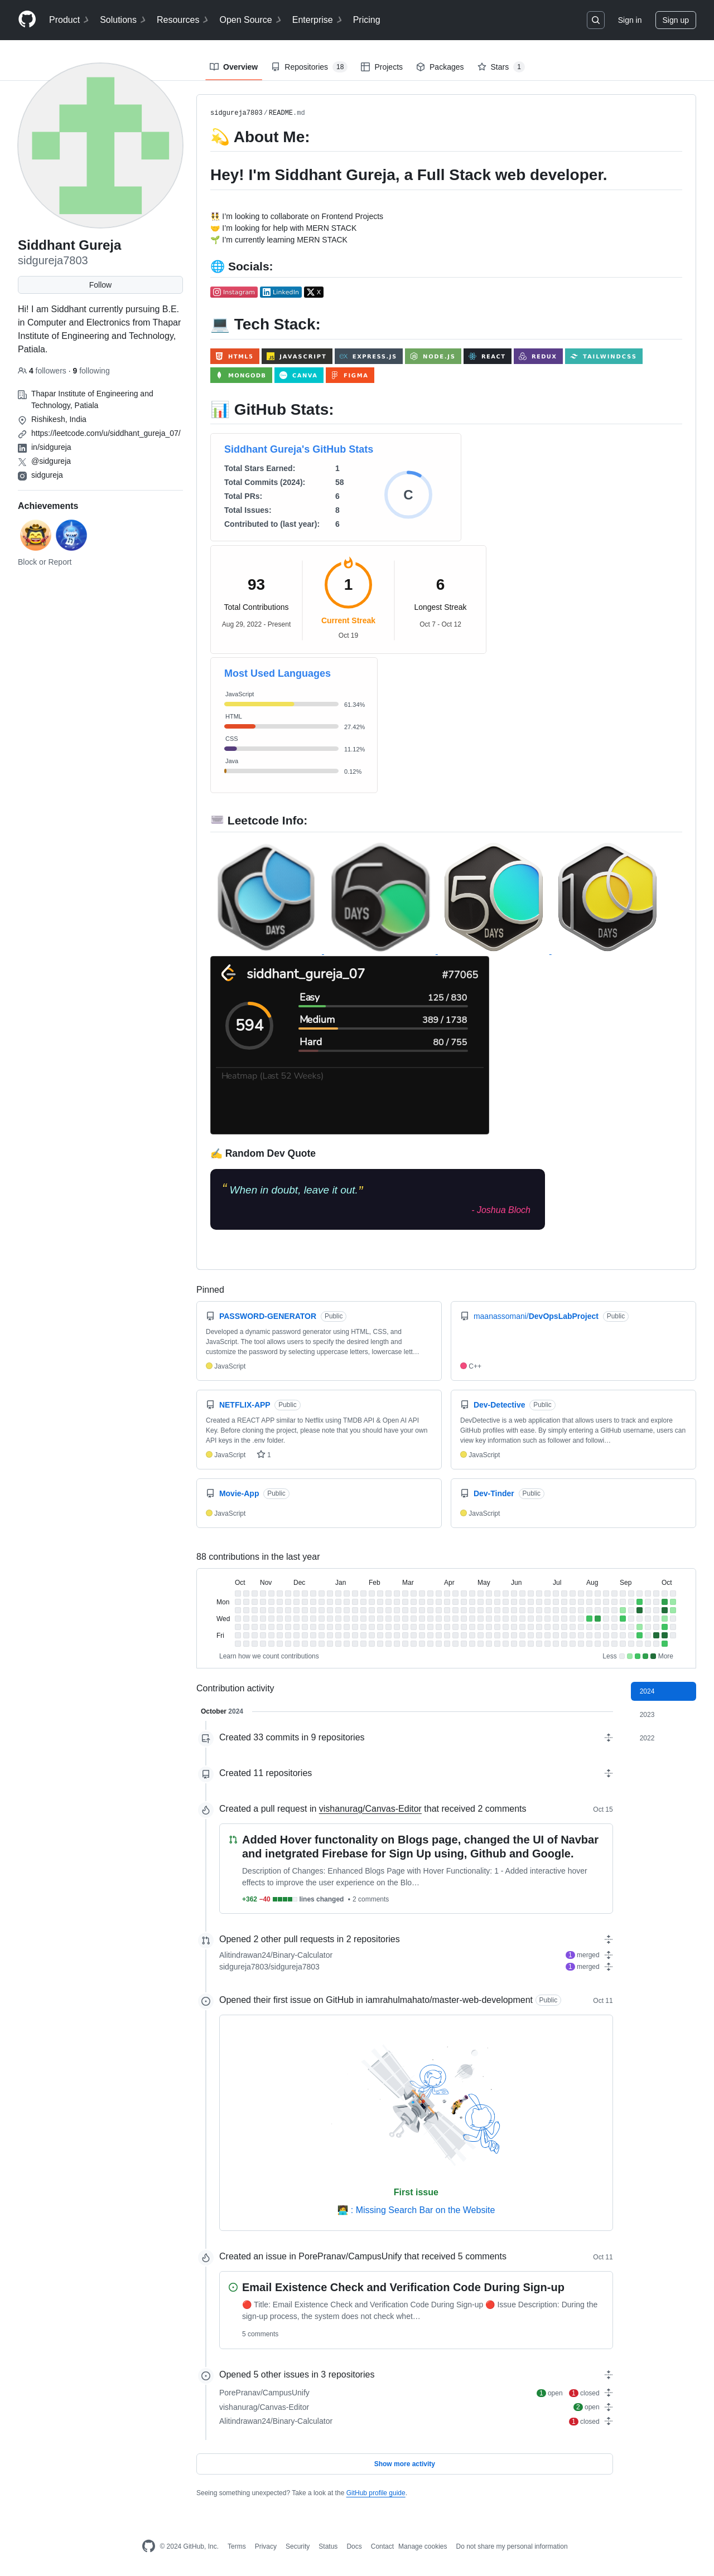 Product Solutions Resources Open Source Enterprise Pricing Sign in Sign up
Overview Repositories 18 Projects Packages Stars 1
Siddhant Gureja
sidgureja7803
Follow
Hi! I am Siddhant currently pursuing B.E.
in Computer and Electronics from Thapar
Institute of Engineering and Technology,
Patiala.
4 followers · 9 following
Thapar Institute of Engineering and
Technology, Patiala
Rishikesh, India
https://leetcode.com/u/siddhant_gureja_07/
in/sidgureja
@sidgureja
sidgureja
Achievements
Block or Report
sidgureja7803/README.md
💫 About Me:
Hey! I'm Siddhant Gureja, a Full Stack web developer.
👯 I'm looking to collaborate on Frontend Projects
🤝 I'm looking for help with MERN STACK
🌱 I'm currently learning MERN STACK
🌐 Socials:
Instagram LinkedIn X
💻 Tech Stack:
HTML5 JAVASCRIPT EXPRESS.JS NODE.JS REACT REDUX TAILWINDCSS
MONGODB CANVA FIGMA
📊 GitHub Stats:
Siddhant Gureja's GitHub Stats
Total Stars Earned: 1
Total Commits (2024): 58
Total PRs: 6
Total Issues: 8
Contributed to (last year): 6
C
93 1 6
Total Contributions Current Streak Longest Streak
Aug 29, 2022 - Present Oct 19 Oct 7 - Oct 12
Most Used Languages
JavaScript
61.34%
HTML
27.42%
CSS
11.12%
Java
0.12%
Leetcode Info:
DAYS 50 DAYS 50 DAYS 100 DAYS
siddhant_gureja_07 #77065
594
Easy 125 / 830
Medium 389 / 1738
Hard 80 / 755
Heatmap (Last 52 Weeks)
✍️ Random Dev Quote
“ When in doubt, leave it out.”
- Joshua Bloch
Pinned
PASSWORD-GENERATOR Public
Developed a dynamic password generator using HTML, CSS, and
JavaScript. The tool allows users to specify the desired length and
customize the password by selecting uppercase letters, lowercase lett…
JavaScript
maanassomani/DevOpsLabProject Public
C++
NETFLIX-APP Public
Created a REACT APP similar to Netflix using TMDB API & Open AI API
Key. Before cloning the project, please note that you should have your own
API keys in the .env folder.
JavaScript 1
Dev-Detective Public
DevDetective is a web application that allows users to track and explore
GitHub profiles with ease. By simply entering a GitHub username, users can
view key information such as follower and followi…
JavaScript
Movie-App Public
JavaScript
Dev-Tinder Public
JavaScript
88 contributions in the last year
Oct Nov Dec Jan Feb Mar Apr May Jun Jul Aug Sep Oct
Mon
Wed
Fri
Learn how we count contributions Less More
Contribution activity
2024
2023
2022
October 2024
Created 33 commits in 9 repositories
Created 11 repositories
Created a pull request in vishanurag/Canvas-Editor that received 2 comments Oct 15
Added Hover functonality on Blogs page, changed the UI of Navbar
and inetgrated Firebase for Sign Up using, Github and Google.
Description of Changes: Enhanced Blogs Page with Hover Functionality: 1 - Added interactive hover
effects to improve the user experience on the Blo…
+362 −40 lines changed • 2 comments
Opened 2 other pull requests in 2 repositories
Alitindrawan24/Binary-Calculator 1 merged
sidgureja7803/sidgureja7803 1 merged
Opened their first issue on GitHub in iamrahulmahato/master-web-development Public Oct 11
First issue
🧑‍💻 : Missing Search Bar on the Website
Created an issue in PorePranav/CampusUnify that received 5 comments Oct 11
Email Existence Check and Verification Code During Sign-up
🔴 Title: Email Existence Check and Verification Code During Sign-up 🔴 Issue Description: During the
sign-up process, the system does not check whet…
5 comments
Opened 5 other issues in 3 repositories
PorePranav/CampusUnify 1 open 1 closed
vishanurag/Canvas-Editor 2 open
Alitindrawan24/Binary-Calculator 1 closed
Show more activity
Seeing something unexpected? Take a look at the GitHub profile guide.
© 2024 GitHub, Inc. Terms Privacy Security Status Docs Contact Manage cookies Do not share my personal information